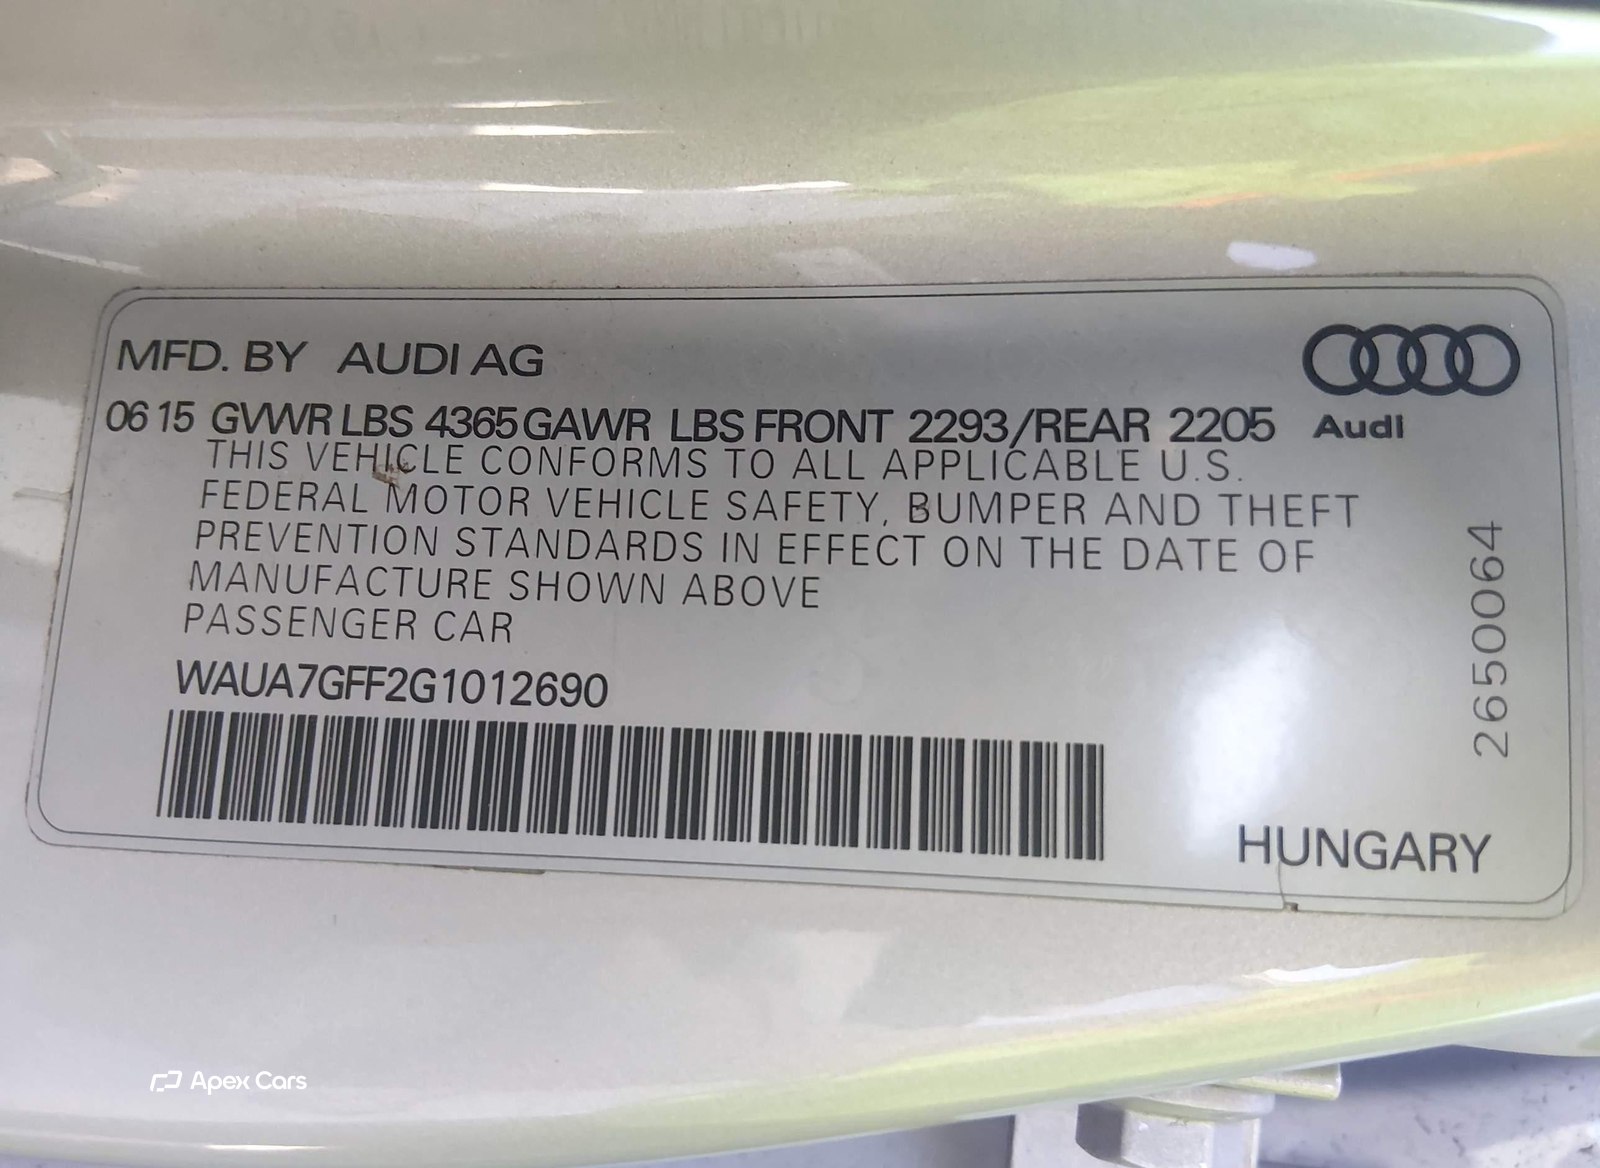 MFD. BY AUDI AG
06 15 GVWR LBS 4365 GAWR LBS FRONT 2293/REAR 2205
Audi
THIS VEHICLE CONFORMS TO ALL APPLICABLE U.S.
FEDERAL MOTOR VEHICLE SAFETY, BUMPER AND THEFT
PREVENTION STANDARDS IN EFFECT ON THE DATE OF
MANUFACTURE SHOWN ABOVE
PASSENGER CAR
WAUA7GFF2G1012690
2650064
HUNGARY
Apex Cars